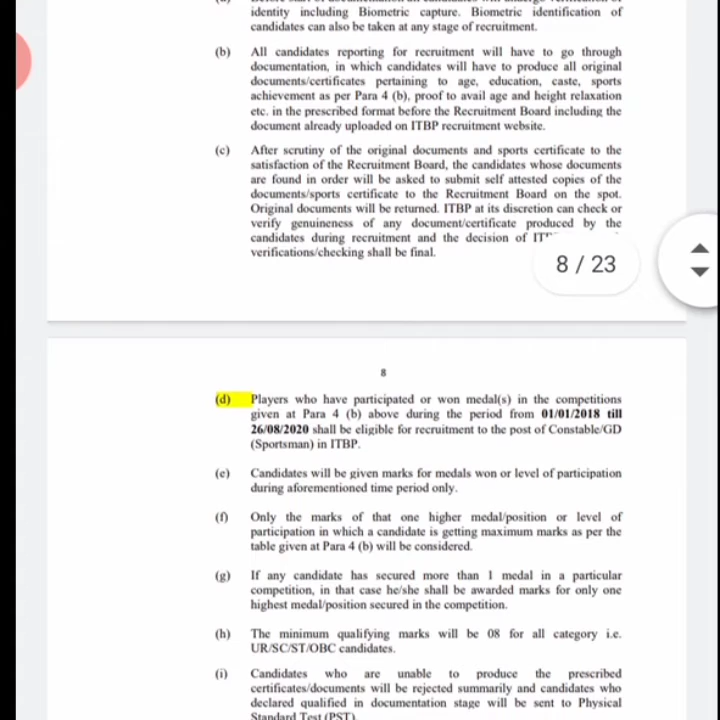 identity including Biometric capture. Biometric identification of
candidates can also be taken at any stage of recruitment.
(b) All candidates reporting for recruitment will have to go through
documentation, in which candidates will have to produce all original
documents/certificates pertaining to age, education, caste, sports
achievement as per Para 4 (b), proof to avail age and height relaxation
etc. in the prescribed format before the Recruitment Board including the
document already uploaded on ITBP recruitment website.
(c) After scrutiny of the original documents and sports certificate to the
satisfaction of the Recruitment Board, the candidates whose documents
are found in order will be asked to submit self attested copies of the
documents/sports certificate to the Recruitment Board on the spot.
Original documents will be returned. ITBP at its discretion can check or
verify genuineness of any document/certificate produced by the
candidates during recruitment and the decision of
verifications/checking shall be final.
8 / 23
8
(d) Players who have participated or won medal(s) in the competitions
given at Para 4 (b) above during the period from 01/01/2018 till
26/08/2020 shall be eligible for recruitment to the post of Constable/GD
(Sportsman) in ITBP.
(e) Candidates will be given marks for medals won or level of participation
during aforementioned time period only.
(f) Only the marks of that one higher medal/position or level of
participation in which a candidate is getting maximum marks as per the
table given at Para 4 (b) will be considered.
(g) If any candidate has secured more than 1 medal in a particular
competition, in that case he/she shall be awarded marks for only one
highest medal/position secured in the competition.
(h) The minimum qualifying marks will be 08 for all category i.e.
UR/SC/ST/OBC candidates.
(i) Candidates who are unable to produce the prescribed
certificates/documents will be rejected summarily and candidates who
declared qualified in documentation stage will be sent to Physical
Standard Test (PST).